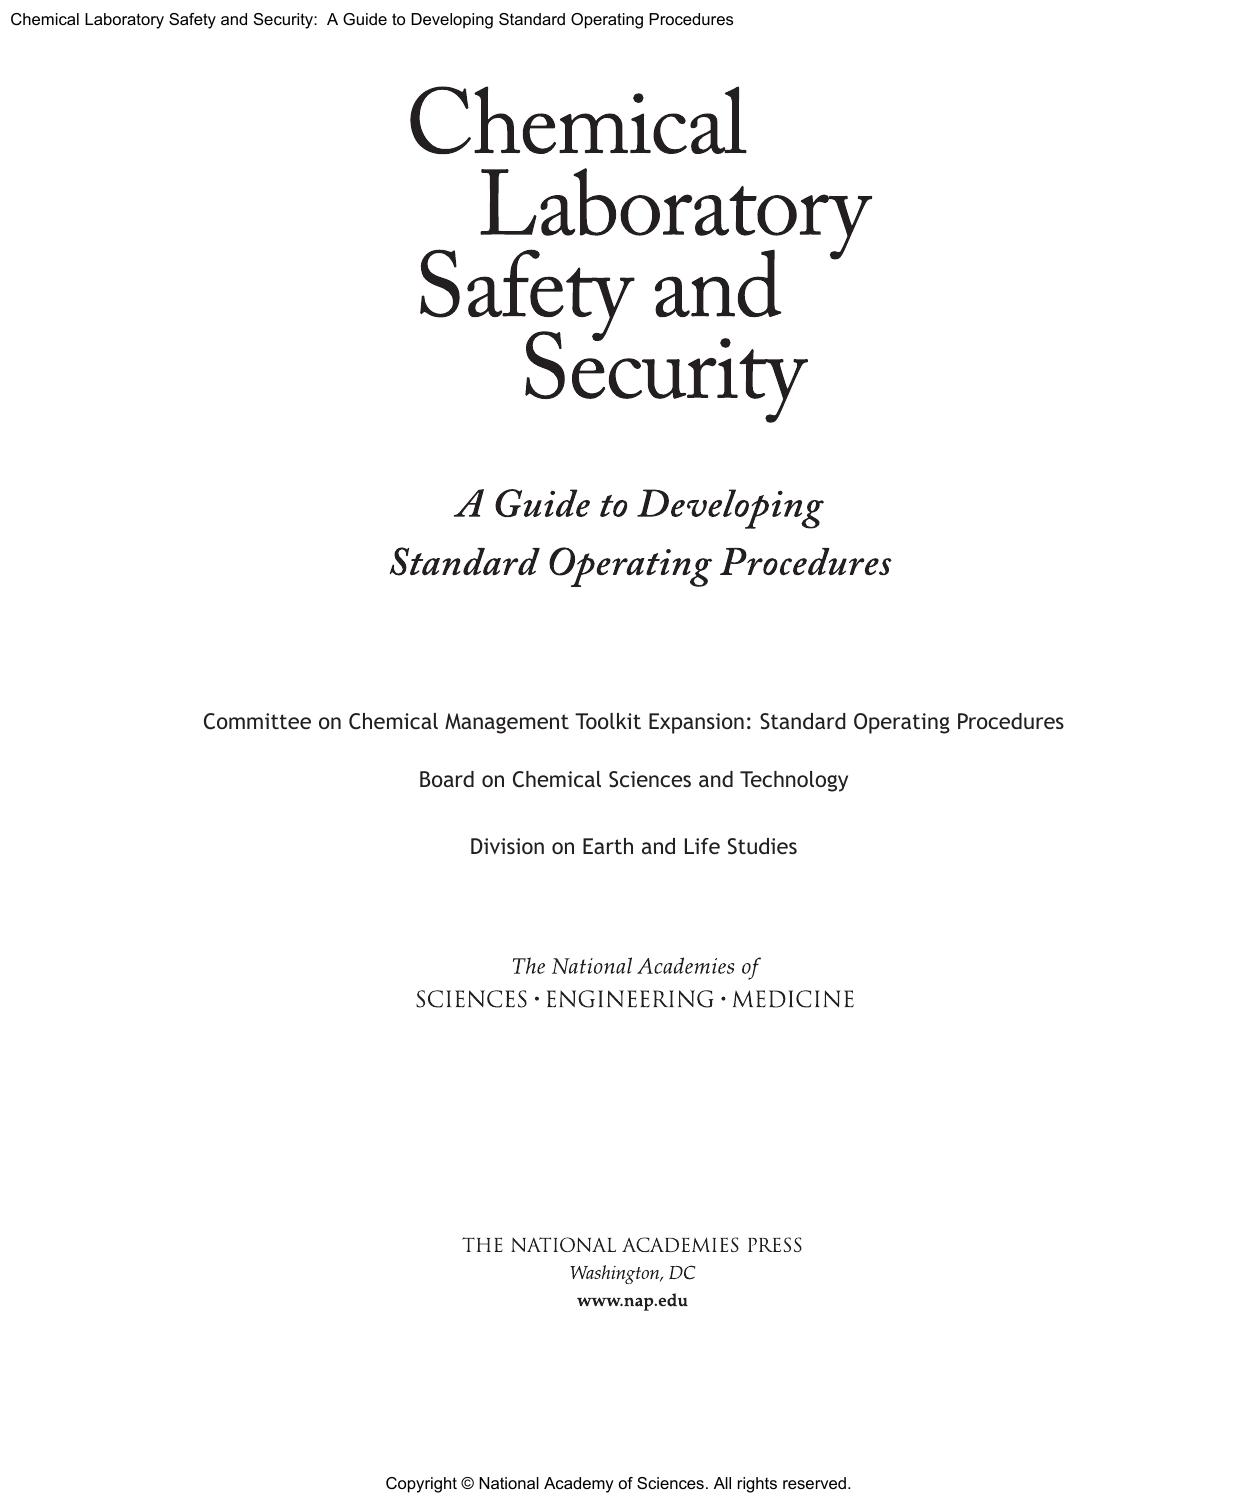 Chemical Laboratory Safety and Security:  A Guide to Developing Standard Operating Procedures
Chemical
Laboratory
Safety and
Security
A Guide to Developing
Standard Operating Procedures
Committee on Chemical Management Toolkit Expansion: Standard Operating Procedures
Board on Chemical Sciences and Technology
Division on Earth and Life Studies
The National Academies of
SCIENCES • ENGINEERING • MEDICINE
THE NATIONAL ACADEMIES PRESS
Washington, DC
www.nap.edu
Copyright © National Academy of Sciences. All rights reserved.